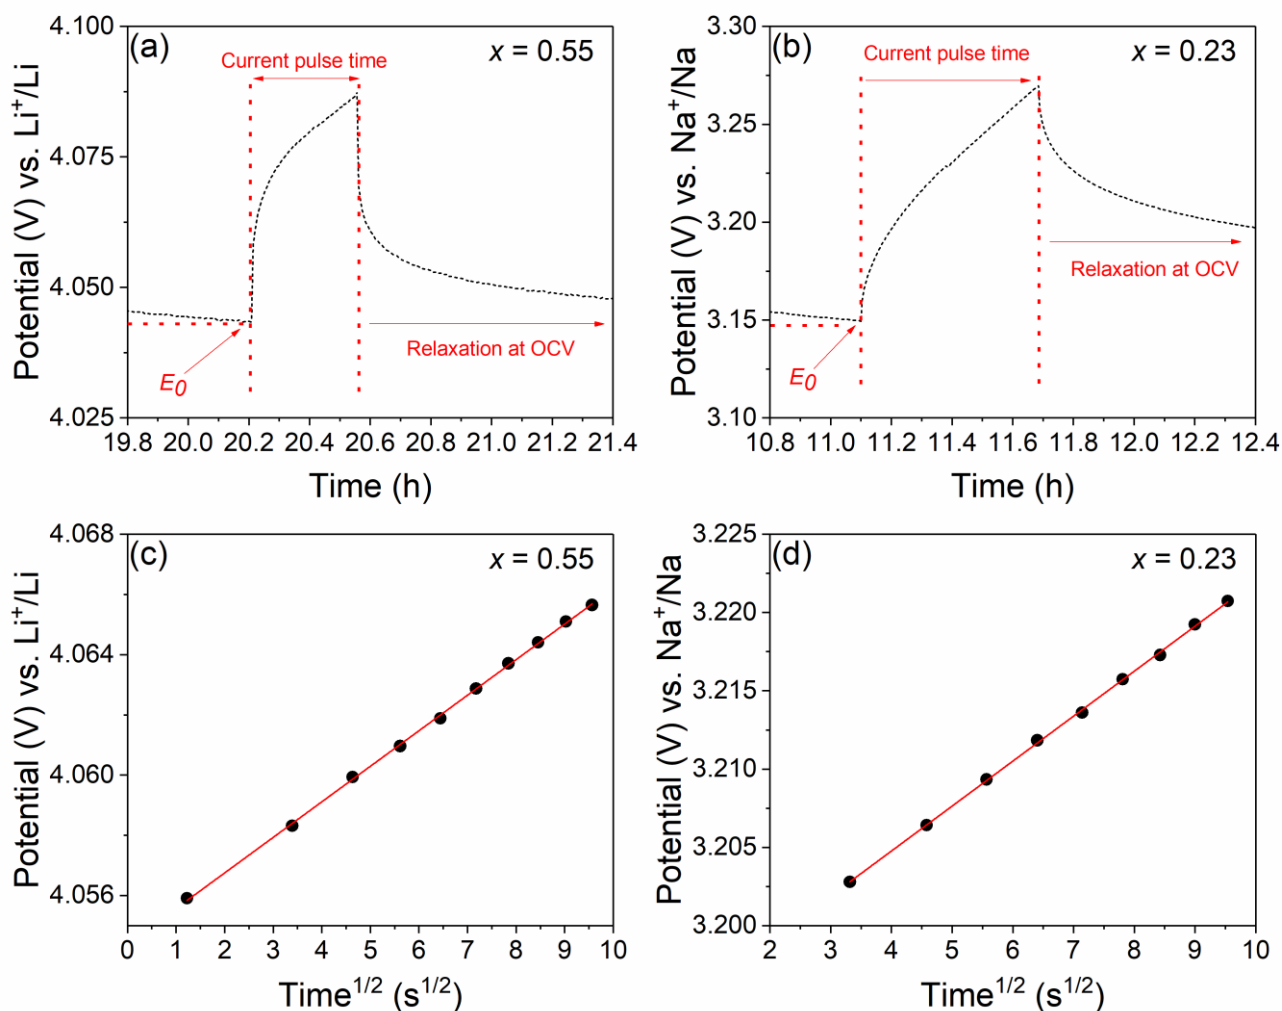 (a)
x = 0.55
Current pulse time
E0
Relaxation at OCV
4.100
4.075
4.050
4.025
Potential (V) vs. Li+/Li
19.8 20.0 20.2 20.4 20.6 20.8 21.0 21.2 21.4
Time (h)
(b)
x = 0.23
Current pulse time
E0
Relaxation at OCV
3.30
3.25
3.20
3.15
3.10
Potential (V) vs. Na+/Na
10.8 11.0 11.2 11.4 11.6 11.8 12.0 12.2 12.4
Time (h)
(c)
x = 0.55
4.068
4.064
4.060
4.056
Potential (V) vs. Li+/Li
0 1 2 3 4 5 6 7 8 9 10
Time1/2 (s1/2)
(d)
x = 0.23
3.225
3.220
3.215
3.210
3.205
3.200
Potential (V) vs. Na+/Na
2 3 4 5 6 7 8 9 10
Time1/2 (s1/2)